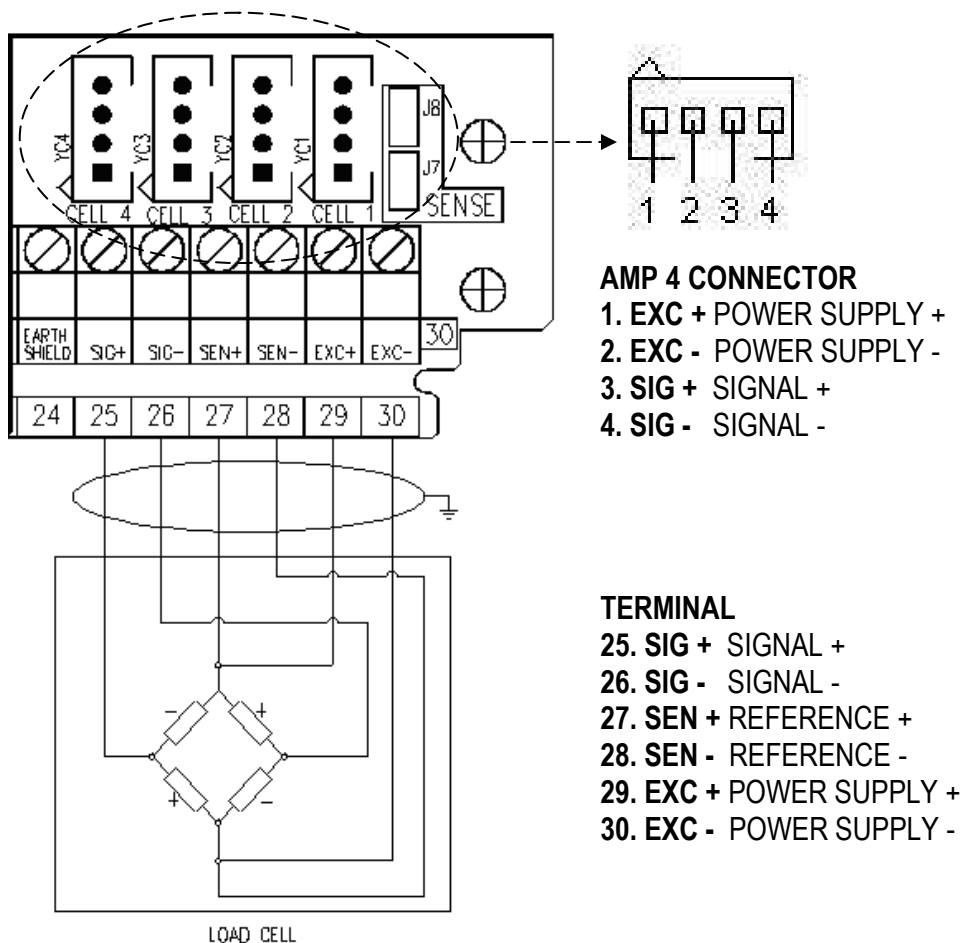 YC4 YC3 YC2 YC1 J8
J7
CELL 4 CELL 3 CELL 2 CELL 1 SENSE
EARTH SHIELD SIG+ SIG- SEN+ SEN- EXC+ EXC- 30
24 25 26 27 28 29 30
- +
+ -
LOAD CELL
1 2 3 4
AMP 4 CONNECTOR
1. EXC + POWER SUPPLY +
2. EXC - POWER SUPPLY -
3. SIG + SIGNAL +
4. SIG - SIGNAL -
TERMINAL
25. SIG + SIGNAL +
26. SIG - SIGNAL -
27. SEN + REFERENCE +
28. SEN - REFERENCE -
29. EXC + POWER SUPPLY +
30. EXC - POWER SUPPLY -